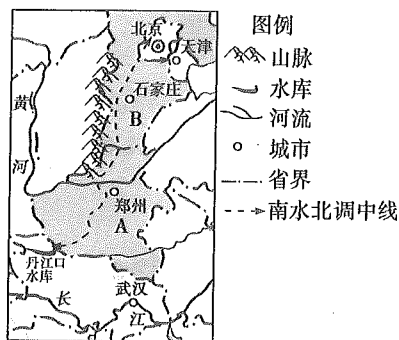 北京
天津
石家庄
B
黄
河
郑州
A
丹江口
水库
武汉
长
江
图例
山脉
水库
河流
城市
省界
南水北调中线